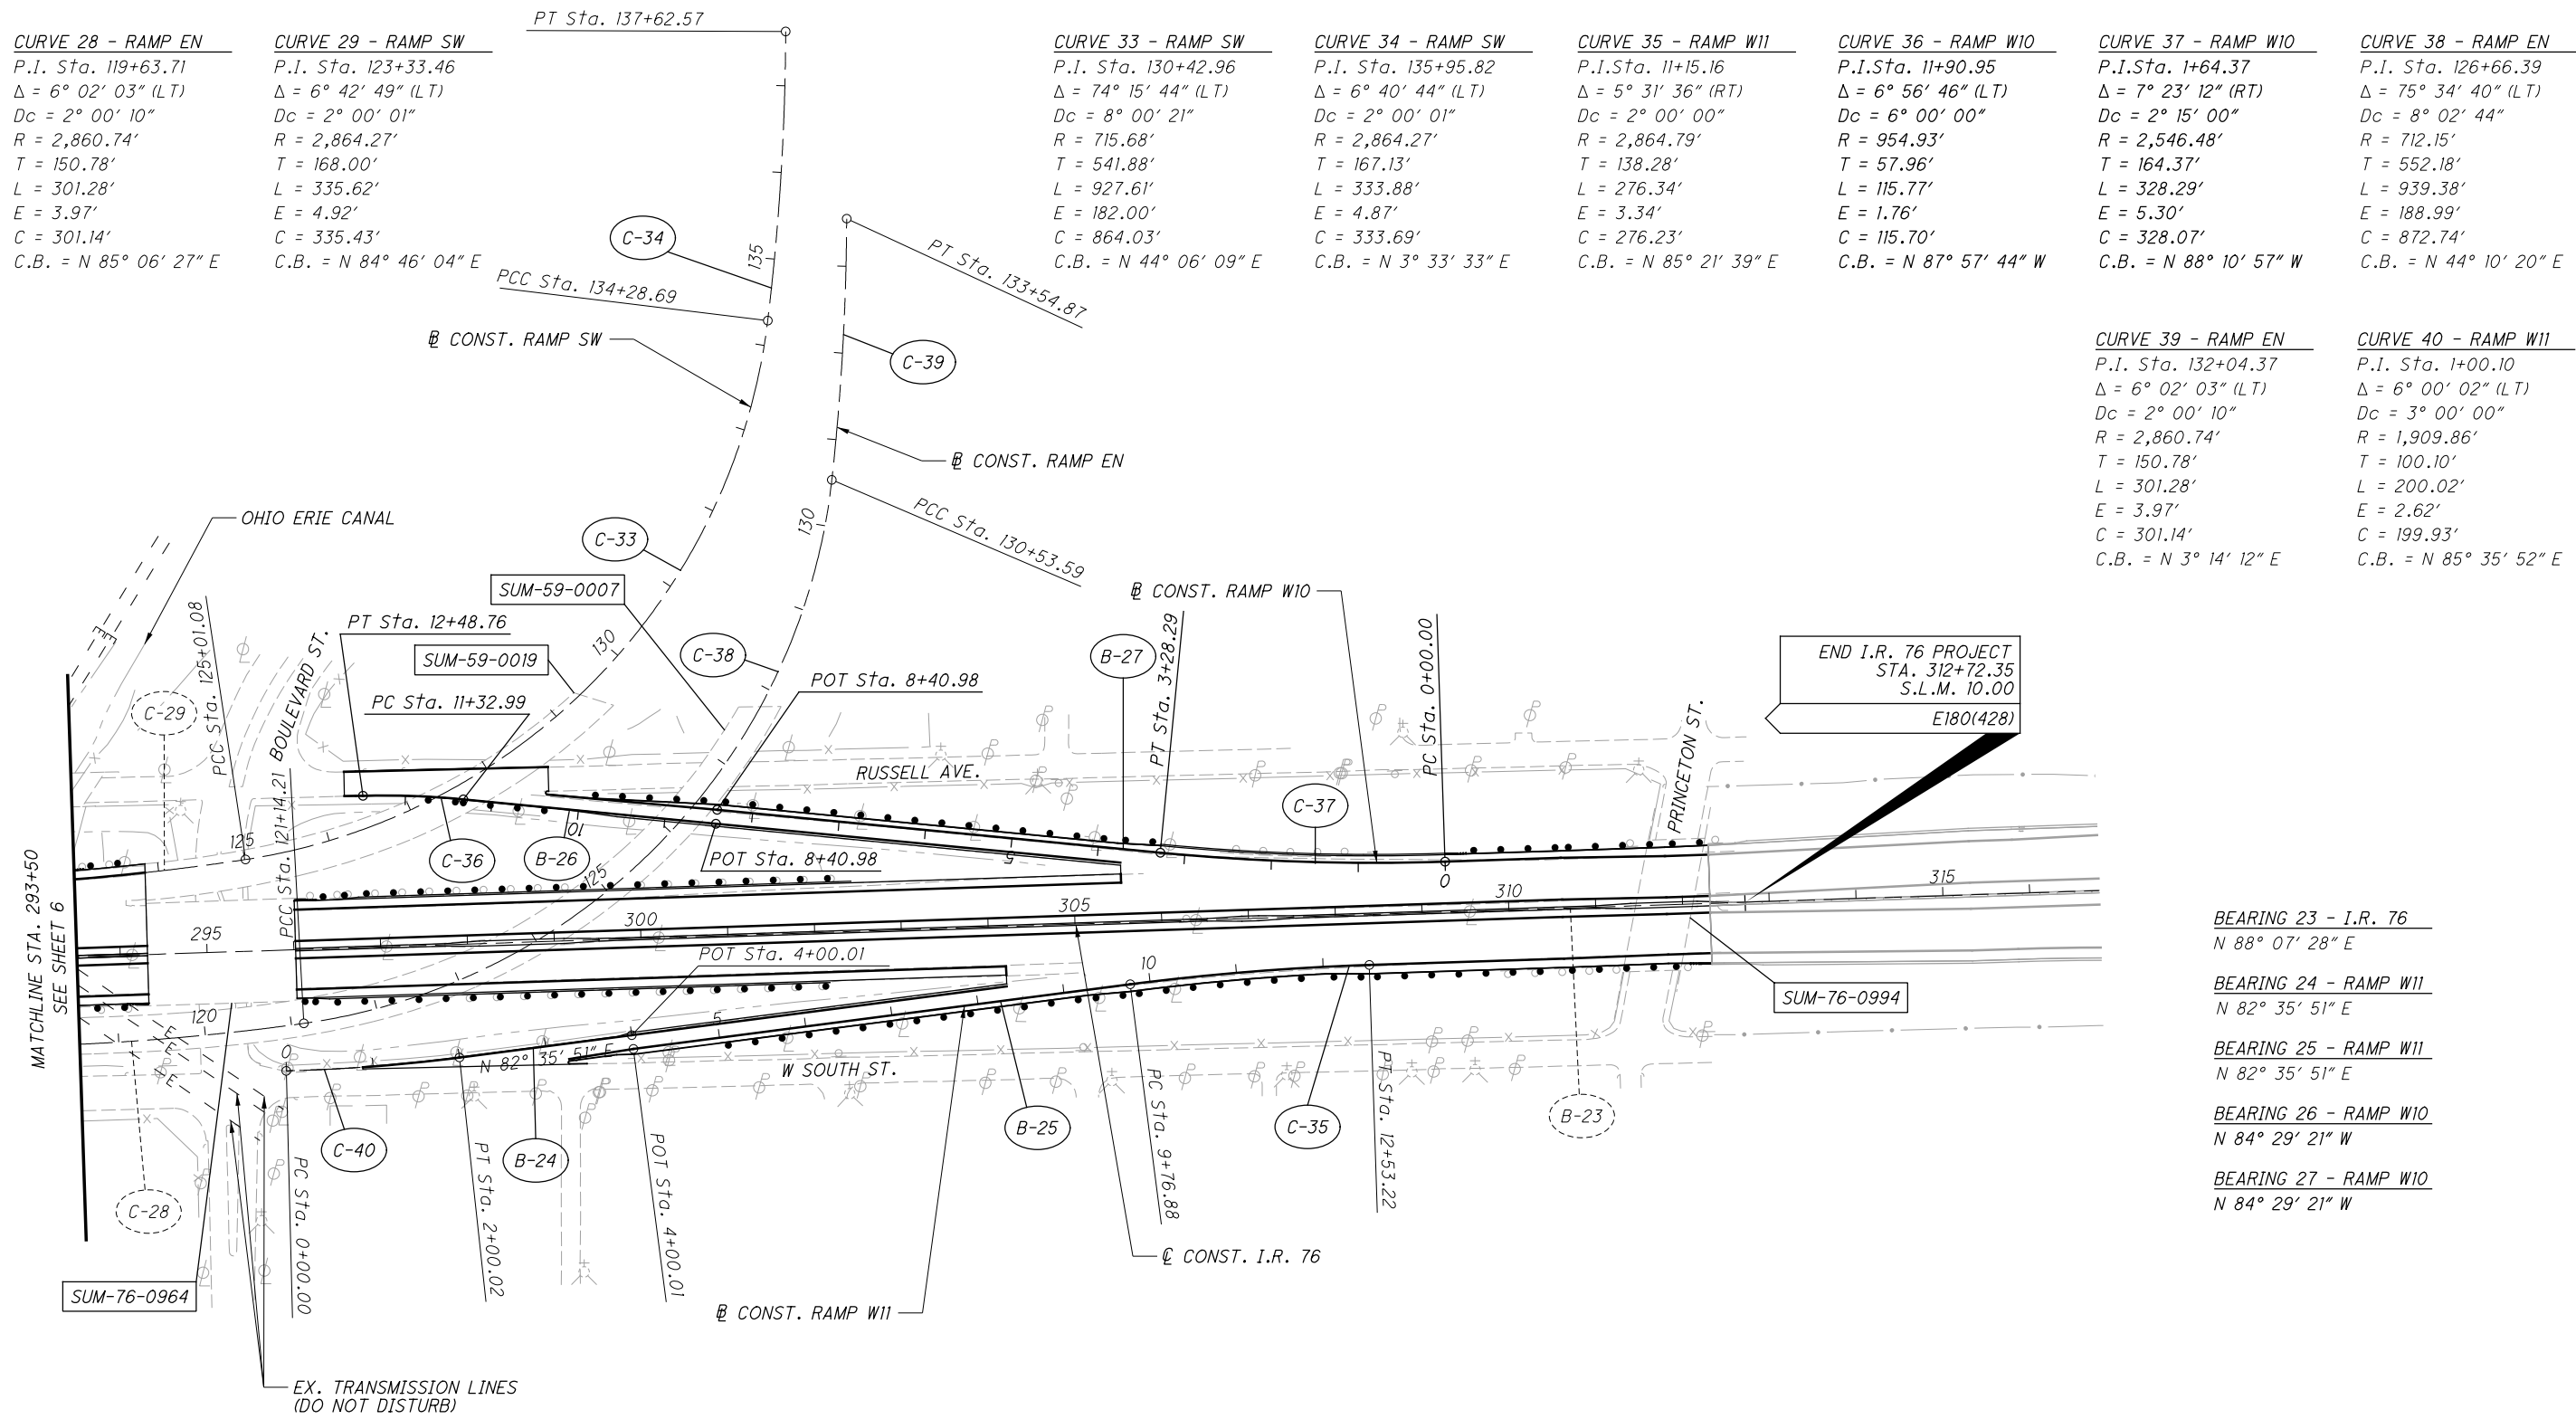 CURVE 28 - RAMP EN
P.I. Sta. 119+63.71
Δ = 6° 02′ 03″ (LT)
Dc = 2° 00′ 10″
R = 2,860.74′
T = 150.78′
L = 301.28′
E = 3.97′
C = 301.14′
C.B. = N 85° 06′ 27″ E
CURVE 29 - RAMP SW
P.I. Sta. 123+33.46
Δ = 6° 42′ 49″ (LT)
Dc = 2° 00′ 01″
R = 2,864.27′
T = 168.00′
L = 335.62′
E = 4.92′
C = 335.43′
C.B. = N 84° 46′ 04″ E
CURVE 33 - RAMP SW
P.I. Sta. 130+42.96
Δ = 74° 15′ 44″ (LT)
Dc = 8° 00′ 21″
R = 715.68′
T = 541.88′
L = 927.61′
E = 182.00′
C = 864.03′
C.B. = N 44° 06′ 09″ E
CURVE 34 - RAMP SW
P.I. Sta. 135+95.82
Δ = 6° 40′ 44″ (LT)
Dc = 2° 00′ 01″
R = 2,864.27′
T = 167.13′
L = 333.88′
E = 4.87′
C = 333.69′
C.B. = N 3° 33′ 33″ E
CURVE 35 - RAMP W11
P.I.Sta. 11+15.16
Δ = 5° 31′ 36″ (RT)
Dc = 2° 00′ 00″
R = 2,864.79′
T = 138.28′
L = 276.34′
E = 3.34′
C = 276.23′
C.B. = N 85° 21′ 39″ E
CURVE 36 - RAMP W10
P.I.Sta. 11+90.95
Δ = 6° 56′ 46″ (LT)
Dc = 6° 00′ 00″
R = 954.93′
T = 57.96′
L = 115.77′
E = 1.76′
C = 115.70′
C.B. = N 87° 57′ 44″ W
CURVE 37 - RAMP W10
P.I.Sta. 1+64.37
Δ = 7° 23′ 12″ (RT)
Dc = 2° 15′ 00″
R = 2,546.48′
T = 164.37′
L = 328.29′
E = 5.30′
C = 328.07′
C.B. = N 88° 10′ 57″ W
CURVE 38 - RAMP EN
P.I. Sta. 126+66.39
Δ = 75° 34′ 40″ (LT)
Dc = 8° 02′ 44″
R = 712.15′
T = 552.18′
L = 939.38′
E = 188.99′
C = 872.74′
C.B. = N 44° 10′ 20″ E
CURVE 39 - RAMP EN
P.I. Sta. 132+04.37
Δ = 6° 02′ 03″ (LT)
Dc = 2° 00′ 10″
R = 2,860.74′
T = 150.78′
L = 301.28′
E = 3.97′
C = 301.14′
C.B. = N 3° 14′ 12″ E
CURVE 40 - RAMP W11
P.I. Sta. 1+00.10
Δ = 6° 00′ 02″ (LT)
Dc = 3° 00′ 00″
R = 1,909.86′
T = 100.10′
L = 200.02′
E = 2.62′
C = 199.93′
C.B. = N 85° 35′ 52″ E
PT Sta. 137+62.57
C-34
135
PCC Sta. 134+28.69
PT Sta. 133+54.87
BL CONST. RAMP SW
C-39
BL CONST. RAMP EN
PCC Sta. 130+53.59
130
OHIO ERIE CANAL
C-33
SUM-59-0007
BL CONST. RAMP W10
PCC Sta. 125+01.08
BOULEVARD ST.
PT Sta. 12+48.76
130
SUM-59-0019
C-38
B-27
PT Sta. 3+28.29
PC Sta. 0+00.00
END I.R. 76 PROJECT
STA. 312+72.35
S.L.M. 10.00
E180(428)
POT Sta. 8+40.98
PC Sta. 11+32.99
C-29
PRINCETON ST.
RUSSELL AVE.
C-37
PCC Sta. 121+14.21
125
C-36
10
B-26
POT Sta. 8+40.98
5
0
125
MATCHLINE STA. 293+50
SEE SHEET 6
295
300
305
310
315
POT Sta. 4+00.01
10
SUM-76-0994
120
0
5
N 82° 35′ 51″ E
W SOUTH ST.
E
E
E
E
E
E
C-40
B-24
B-25
C-35
B-23
PC Sta. 0+00.00
PT Sta. 2+00.02
POT Sta. 4+00.01
PC Sta. 9+76.88
PT Sta. 12+53.22
C-28
SUM-76-0964
CL CONST. I.R. 76
BL CONST. RAMP W11
EX. TRANSMISSION LINES
(DO NOT DISTURB)
BEARING 23 - I.R. 76
N 88° 07′ 28″ E
BEARING 24 - RAMP W11
N 82° 35′ 51″ E
BEARING 25 - RAMP W11
N 82° 35′ 51″ E
BEARING 26 - RAMP W10
N 84° 29′ 21″ W
BEARING 27 - RAMP W10
N 84° 29′ 21″ W